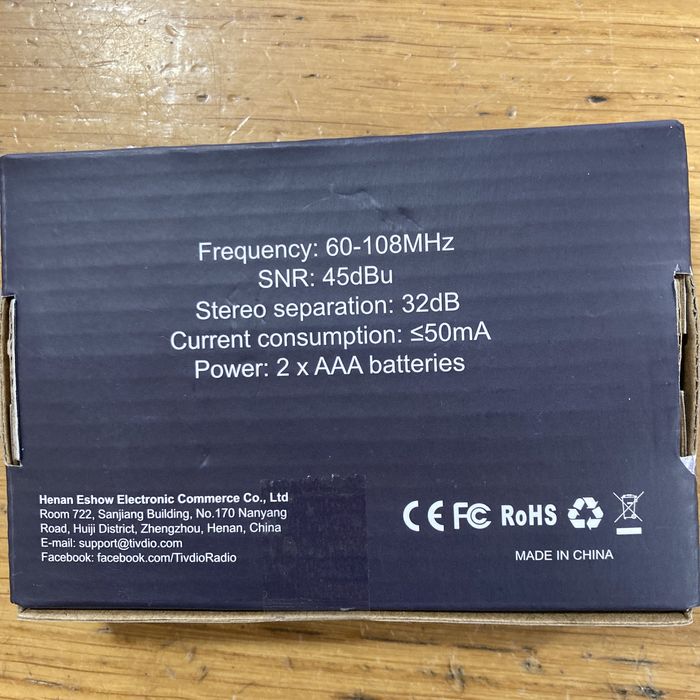 Frequency: 60-108MHz
SNR: 45dBu
Stereo separation: 32dB
Current consumption: ≤50mA
Power: 2 x AAA batteries
Henan Eshow Electronic Commerce Co., Ltd
Room 722, Sanjiang Building, No.170 Nanyang
Road, Huiji District, Zhengzhou, Henan, China
E-mail: support@tivdio.com
Facebook: facebook.com/TivdioRadio
CE FC RoHS
MADE IN CHINA